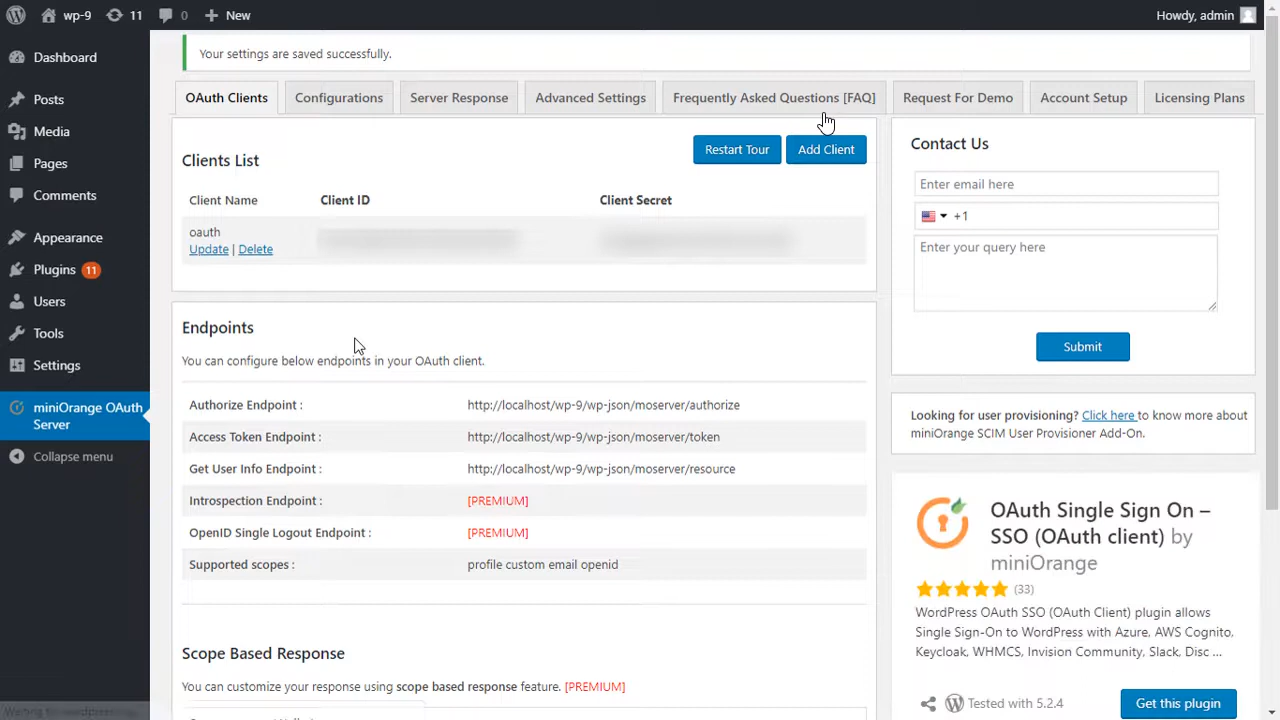 wp-9
11
0
New
Howdy, admin
Dashboard
Posts
Media
Pages
Comments
Appearance
Plugins 11
Users
Tools
Settings
miniOrange OAuth
Server
Collapse menu
Your settings are saved successfully.
OAuth Clients
Configurations
Server Response
Advanced Settings
Frequently Asked Questions [FAQ]
Request For Demo
Account Setup
Licensing Plans
Clients List
Restart Tour
Add Client
Client Name Client ID Client Secret
oauth
Update | Delete
Endpoints
You can configure below endpoints in your OAuth client.
Authorize Endpoint : http://localhost/wp-9/wp-json/moserver/authorize
Access Token Endpoint : http://localhost/wp-9/wp-json/moserver/token
Get User Info Endpoint : http://localhost/wp-9/wp-json/moserver/resource
Introspection Endpoint : [PREMIUM]
OpenID Single Logout Endpoint : [PREMIUM]
Supported scopes : profile custom email openid
Scope Based Response
You can customize your response using scope based response feature. [PREMIUM]
Contact Us
Enter email here
+1
Enter your query here
Submit
Looking for user provisioning? Click here to know more about
miniOrange SCIM User Provisioner Add-On.
OAuth Single Sign On –
SSO (OAuth client) by
miniOrange
(33)
WordPress OAuth SSO (OAuth Client) plugin allows
Single Sign-On to WordPress with Azure, AWS Cognito,
Keycloak, WHMCS, Invision Community, Slack, Disc ...
Tested with 5.2.4
Get this plugin